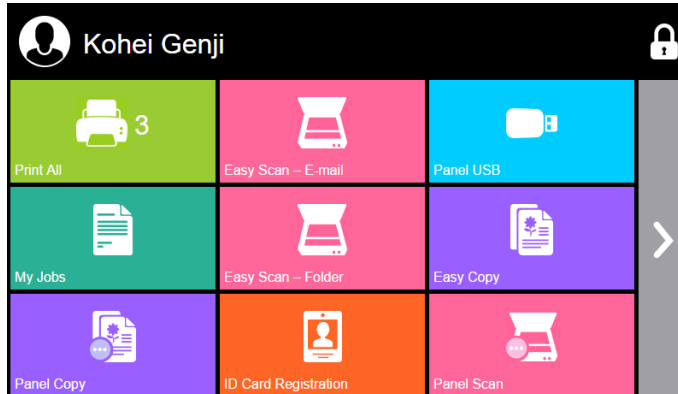 Kohei Genji
3
Print All
Easy Scan – E-mail
Panel USB
My Jobs
Easy Scan – Folder
Easy Copy
Panel Copy
ID Card Registration
Panel Scan